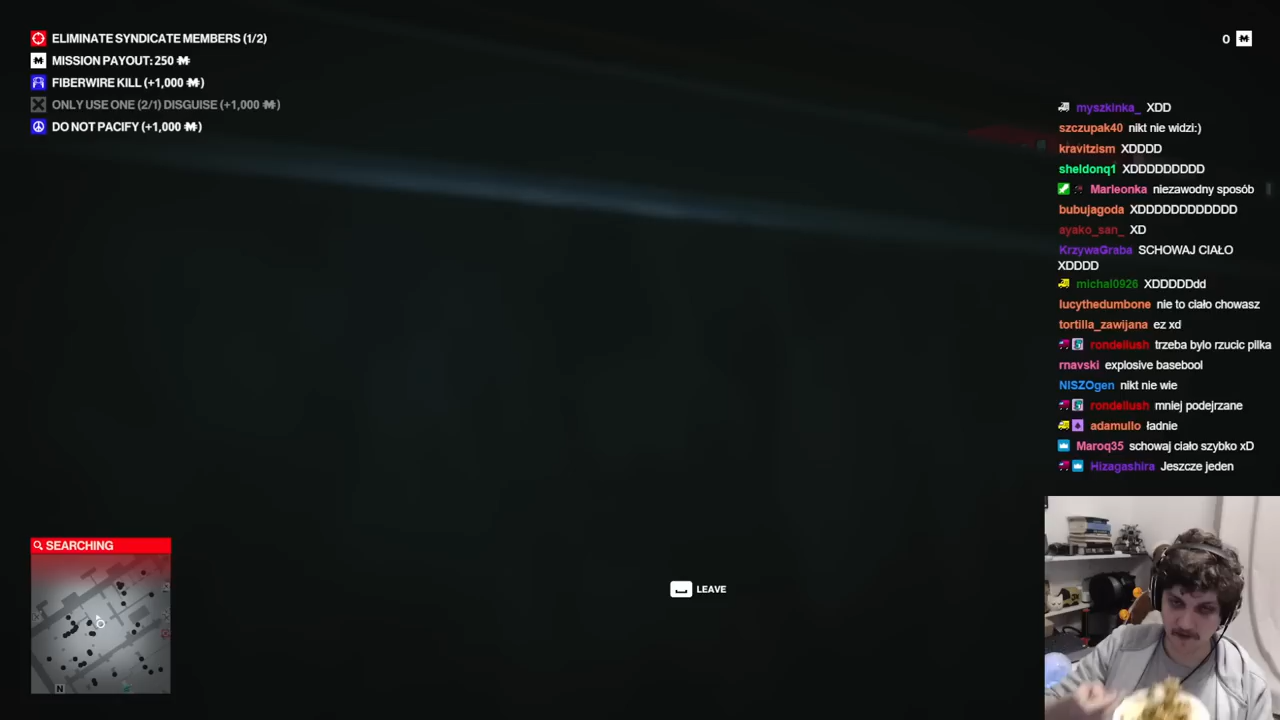 ELIMINATE SYNDICATE MEMBERS (1/2)
MISSION PAYOUT: 250
FIBERWIRE KILL (+1,000)
ONLY USE ONE (2/1) DISGUISE (+1,000)
DO NOT PACIFY (+1,000)
0
myszkinka_ XDD
szczupak40 nikt nie widzi:)
kravitzism XDDDD
sheldonq1 XDDDDDDDDD
Marleonka niezawodny sposób
bubujagoda XDDDDDDDDDDDD
ayako_san_ XD
KrzywaGraba SCHOWAJ CIAŁO
XDDDD
michal0926 XDDDDDdd
lucythedumbone nie to ciało chowasz
tortilla_zawijana ez xd
rondellush trzeba bylo rzucic pilka
rnavski explosive basebool
NISZOgen nikt nie wie
rondellush mniej podejrzane
adamullo ładnie
Maroq35 schowaj ciało szybko xD
Hizagashira Jeszcze jeden
SEARCHING
N
LEAVE